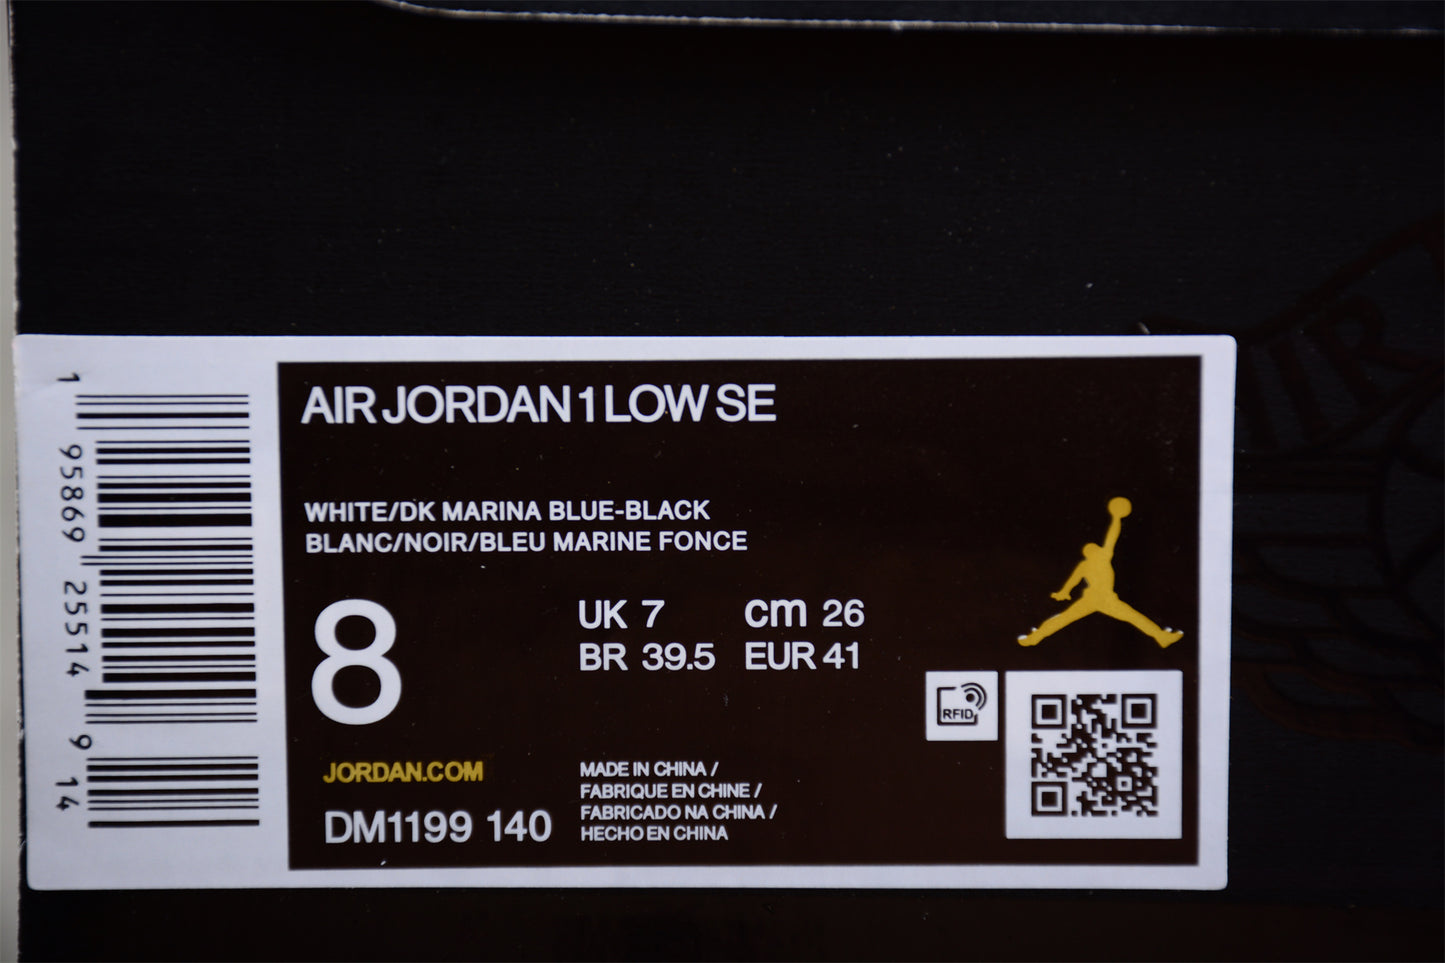 AIR JORDAN 1 LOW SE
WHITE/DK MARINA BLUE-BLACK
BLANC/NOIR/BLEU MARINE FONCE
8
UK 7 cm 26
BR 39.5 EUR 41
JORDAN.COM
DM1199 140
MADE IN CHINA /
FABRIQUE EN CHINE /
FABRICADO NA CHINA /
HECHO EN CHINA
RFID
1 95869 25514 9 14
AIR